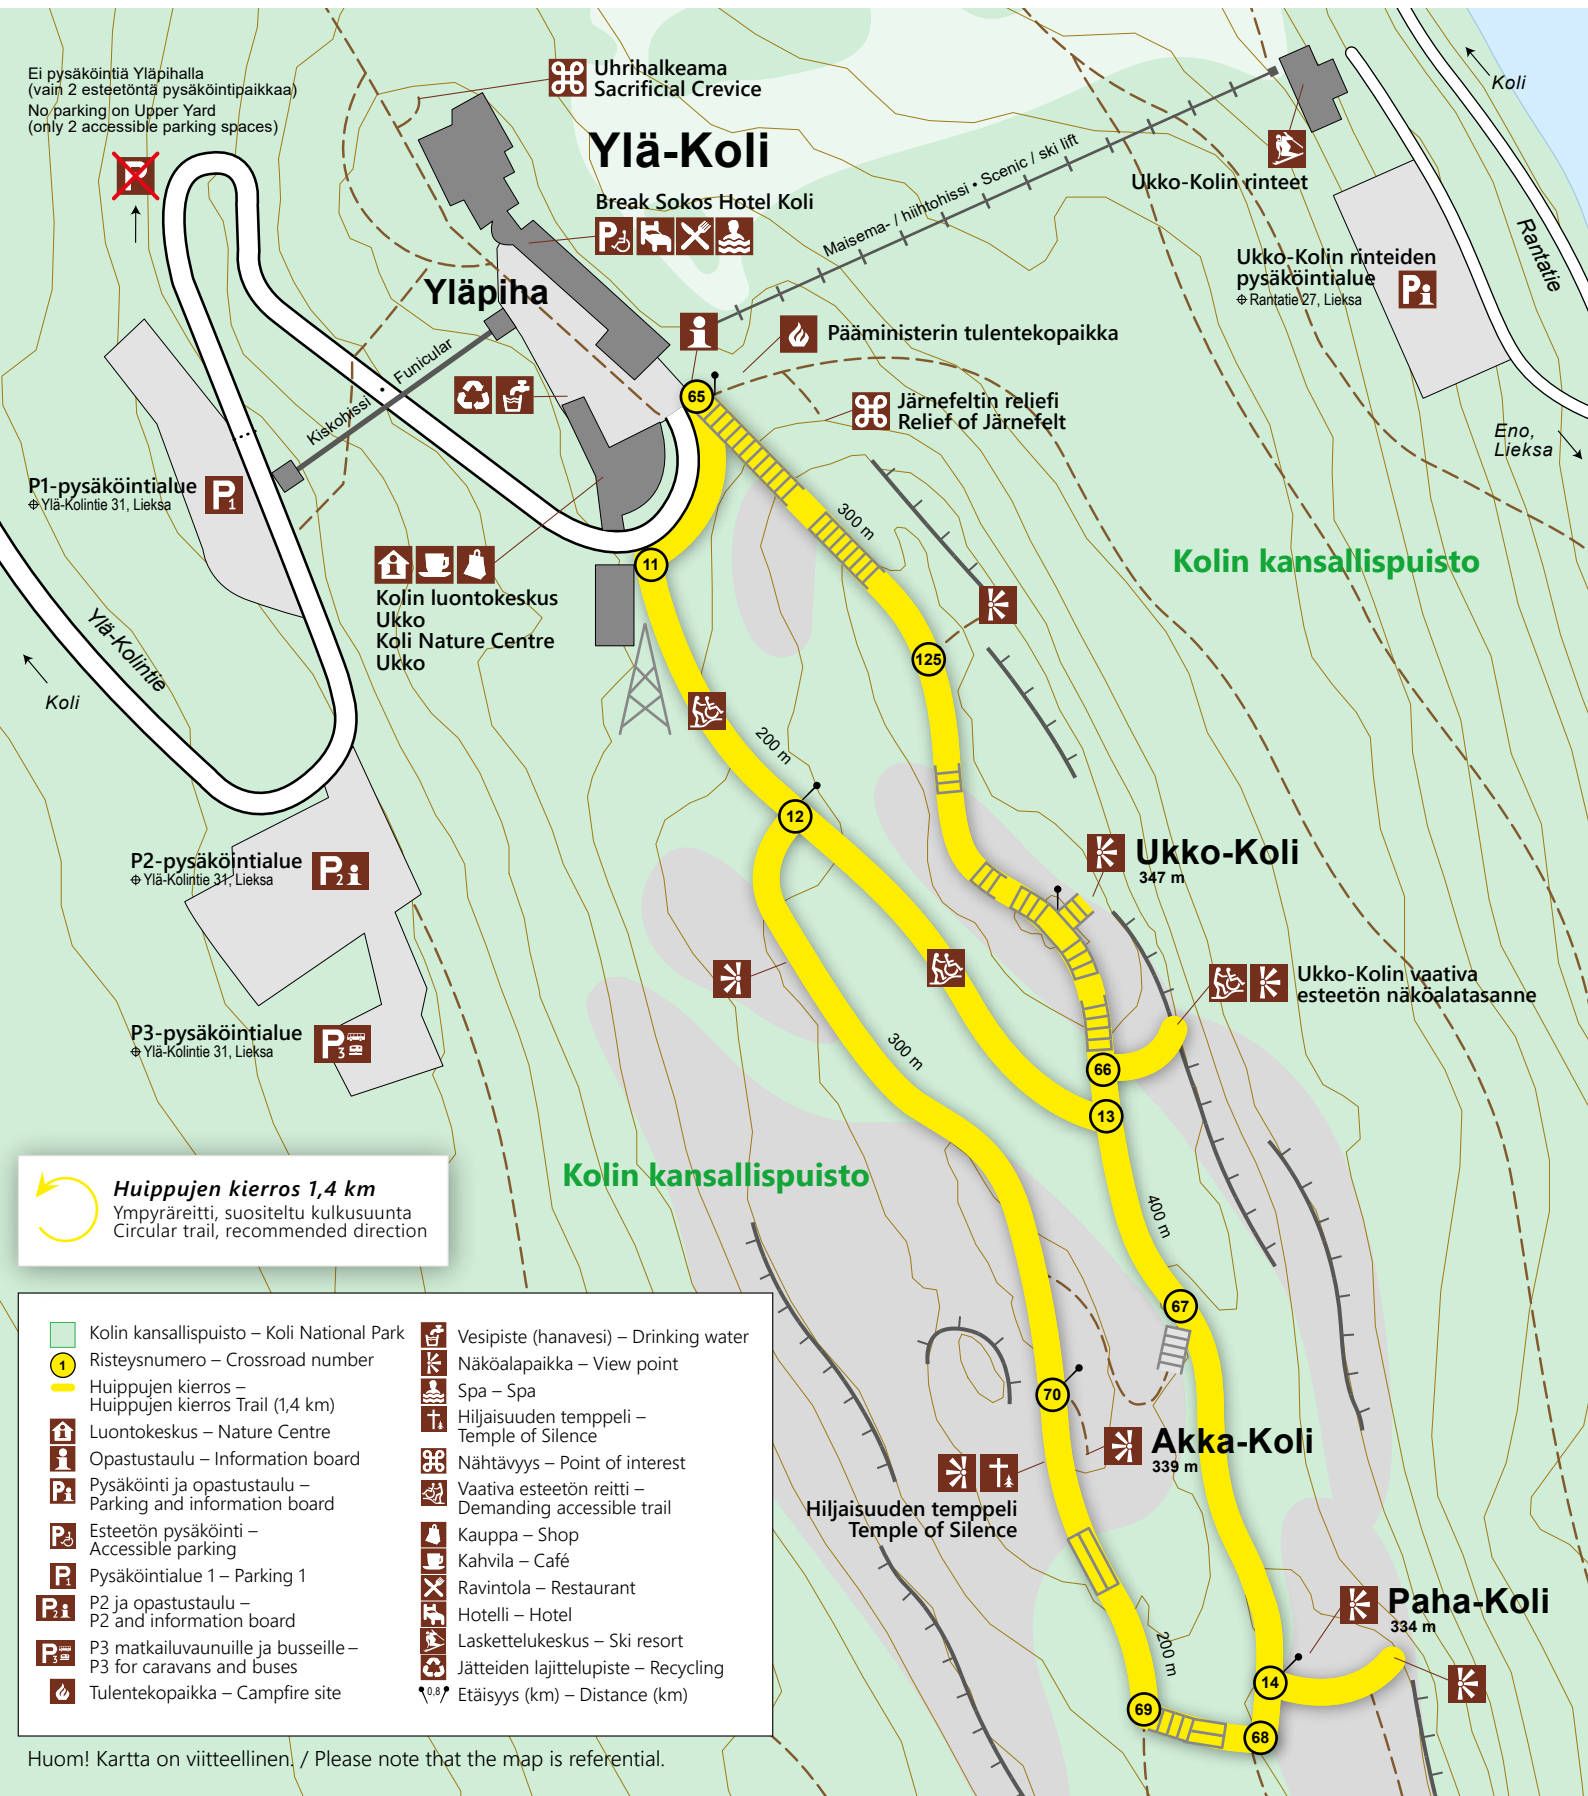 Ei pysäköintiä Yläpihalla
(vain 2 esteetöntä pysäköintipaikkaa)
No parking on Upper Yard
(only 2 accessible parking spaces)
P
Uhrihalkeama
Sacrificial Crevice
Ylä-Koli
Break Sokos Hotel Koli
P
Maisema- / hiihtohissi • Scenic / ski lift
Ukko-Kolin rinteet
Koli
Rantatie
Ukko-Kolin rinteiden
pysäköintialue
Rantatie 27, Lieksa
Pi
Eno,
Lieksa
Yläpiha
Kiskohissi • Funicular
i
Pääministerin tulentekopaikka
65
Järnefeltin reliefi
Relief of Järnefelt
P1-pysäköintialue
Ylä-Kolintie 31, Lieksa
P1
300 m
Kolin kansallispuisto
11
Kolin luontokeskus
Ukko
Koli Nature Centre
Ukko
Ylä-Kolintie
Koli
125
200 m
12
P2-pysäköintialue
Ylä-Kolintie 31, Lieksa
P2i
Ukko-Koli
347 m
Ukko-Kolin vaativa
esteetön näköalatasanne
P3-pysäköintialue
Ylä-Kolintie 31, Lieksa
P3
300 m
66
13
Kolin kansallispuisto
400 m
67
70
Akka-Koli
339 m
Hiljaisuuden temppeli
Temple of Silence
Paha-Koli
334 m
200 m
14
69
68
Huippujen kierros 1,4 km
Ympyräreitti, suositeltu kulkusuunta
Circular trail, recommended direction
Kolin kansallispuisto – Koli National Park
1
Risteysnumero – Crossroad number
Huippujen kierros –
Huippujen kierros Trail (1,4 km)
Luontokeskus – Nature Centre
i
Opastustaulu – Information board
Pi
Pysäköinti ja opastustaulu –
Parking and information board
P
Esteetön pysäköinti –
Accessible parking
P1
Pysäköintialue 1 – Parking 1
P2i
P2 ja opastustaulu –
P2 and information board
P3
P3 matkailuvaunuille ja busseille –
P3 for caravans and buses
Tulentekopaikka – Campfire site
Vesipiste (hanavesi) – Drinking water
Näköalapaikka – View point
Spa – Spa
Hiljaisuuden temppeli –
Temple of Silence
Nähtävyys – Point of interest
Vaativa esteetön reitti –
Demanding accessible trail
Kauppa – Shop
Kahvila – Café
Ravintola – Restaurant
Hotelli – Hotel
Laskettelukeskus – Ski resort
Jätteiden lajittelupiste – Recycling
0,8
Etäisyys (km) – Distance (km)
Huom! Kartta on viitteellinen. / Please note that the map is referential.